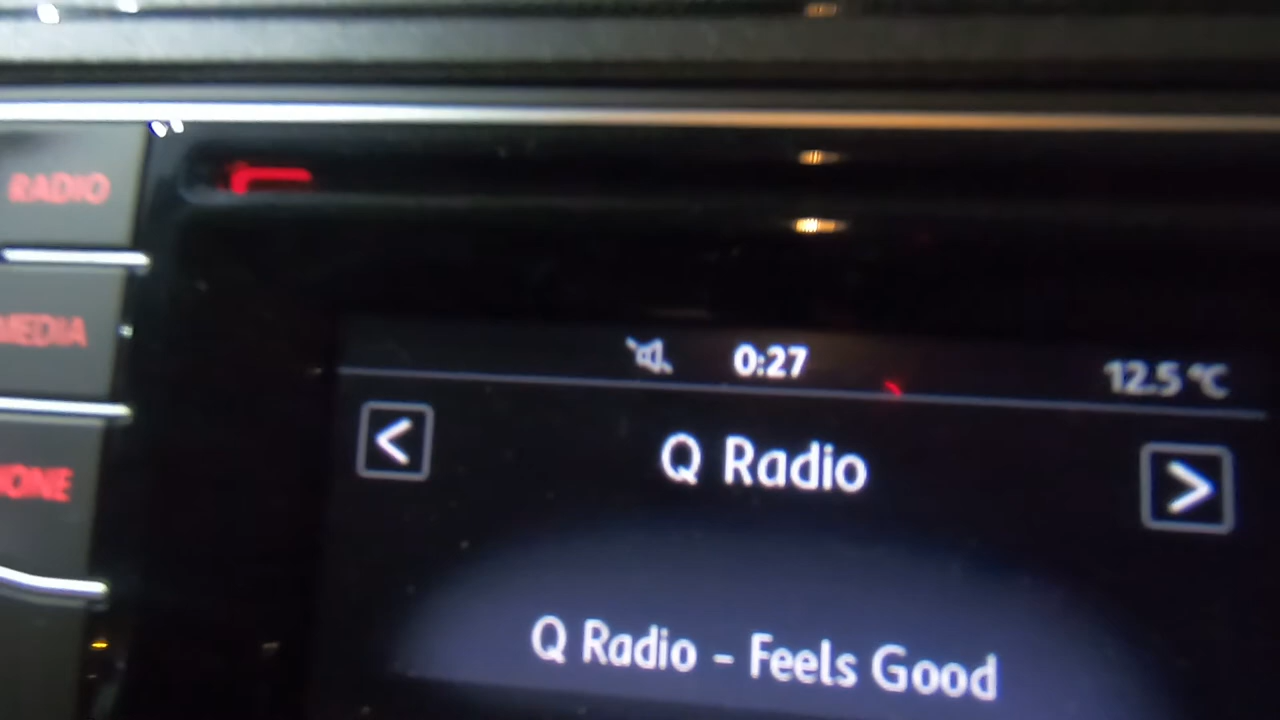 RADIO
MEDIA
0:27
12.5 °C
<
Q Radio
>
Q Radio - Feels Good